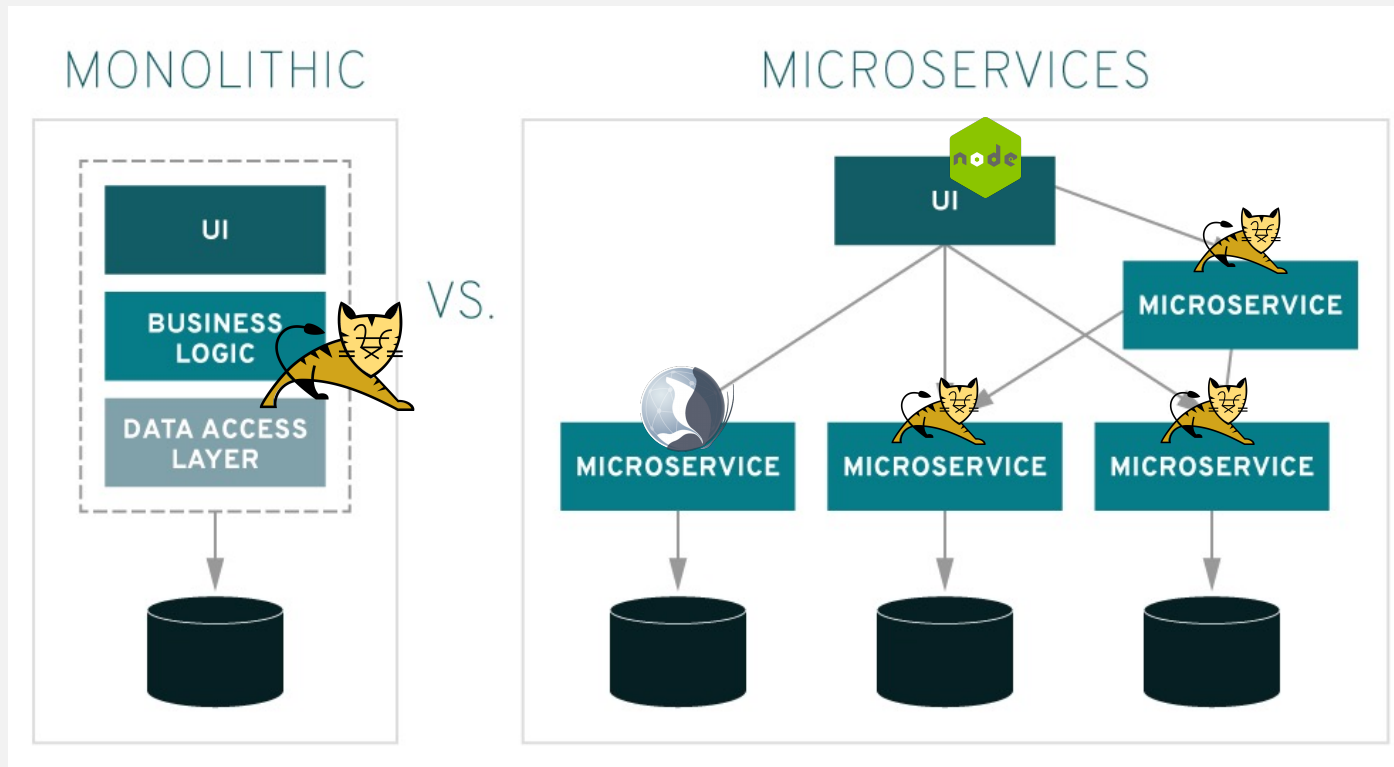 MONOLITHIC
MICROSERVICES
UI
BUSINESS
LOGIC
DATA ACCESS
LAYER
VS.
node
UI
MICROSERVICE
MICROSERVICE
MICROSERVICE
MICROSERVICE